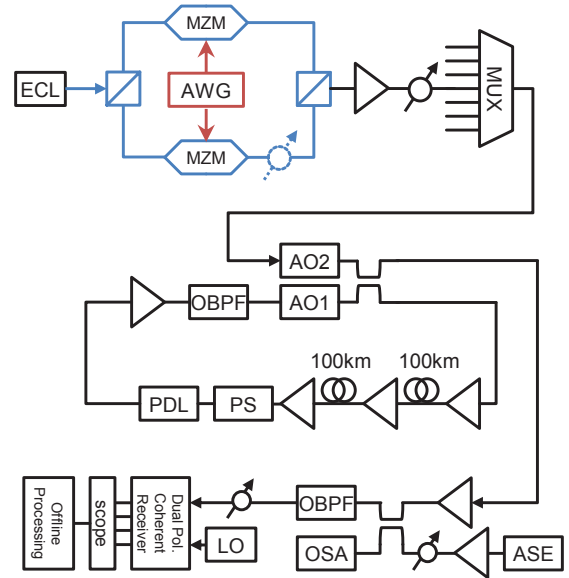 MZM
ECL
AWG
MZM
MUX
AO2
OBPF
AO1
100km
100km
PDL
PS
Offline
Processing
scope
Dual Pol.
Coherent
Receiver
OBPF
LO
OSA
ASE